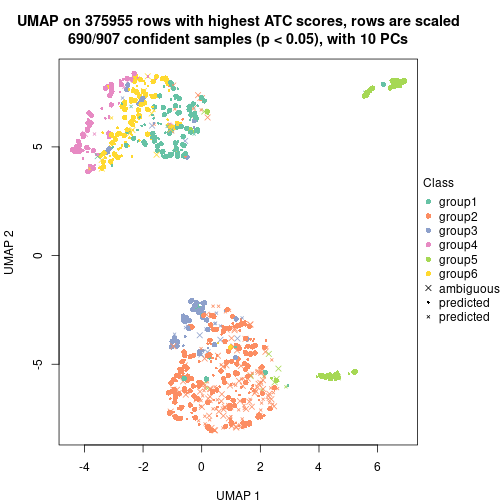 UMAP on 375955 rows with highest ATC scores, rows are scaled
690/907 confident samples (p < 0.05), with 10 PCs
5
0
-5
UMAP 2
-4
-2
0
2
4
6
UMAP 1
Class
group1
group2
group3
group4
group5
group6
ambiguous
predicted
predicted